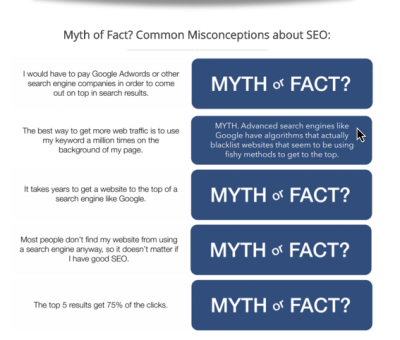 Myth of Fact? Common Misconceptions about SEO:
I would have to pay Google Adwords or other
search engine companies in order to come
out on top in search results.
MYTH or FACT?
The best way to get more web traffic is to use
my keyword a million times on the
background of my page.
MYTH. Advanced search engines like
Google have algorithms that actually
blacklist websites that seem to be using
fishy methods to get to the top.
It takes years to get a website to the top of a
search engine like Google.
MYTH or FACT?
Most people don't find my website from using
a search engine anyway, so it doesn't matter if
I have good SEO.
MYTH or FACT?
The top 5 results get 75% of the clicks.
MYTH or FACT?